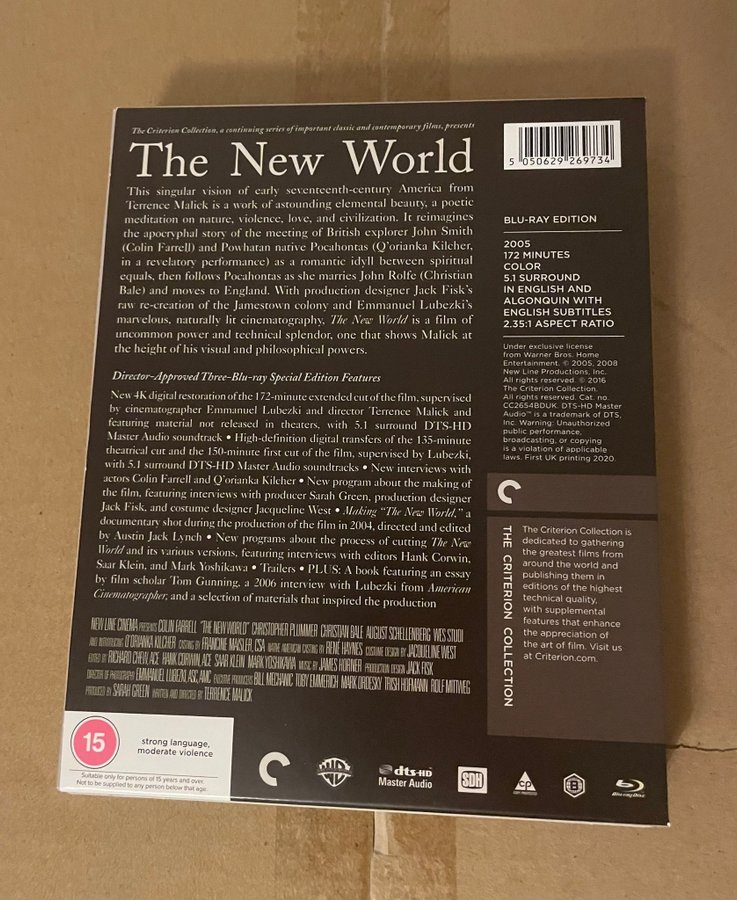 The Criterion Collection, a continuing series of important classic and contemporary films, presents
The New World
This singular vision of early seventeenth-century America from
Terrence Malick is a work of astounding elemental beauty, a poetic
meditation on nature, violence, love, and civilization. It reimagines
the apocryphal story of the meeting of British explorer John Smith
(Colin Farrell) and Powhatan native Pocahontas (Q'orianka Kilcher,
in a revelatory performance) as a romantic idyll between spiritual
equals, then follows Pocahontas as she marries John Rolfe (Christian
Bale) and moves to England. With production designer Jack Fisk's
raw re-creation of the Jamestown colony and Emmanuel Lubezki's
marvelous, naturally lit cinematography, The New World is a film of
uncommon power and technical splendor, one that shows Malick at
the height of his visual and philosophical powers.
Director-Approved Three-Blu-ray Special Edition Features
New 4K digital restoration of the 172-minute extended cut of the film, supervised
by cinematographer Emmanuel Lubezki and director Terrence Malick and
featuring material not released in theaters, with 5.1 surround DTS-HD
Master Audio soundtrack • High-definition digital transfers of the 135-minute
theatrical cut and the 150-minute first cut of the film, supervised by Lubezki,
with 5.1 surround DTS-HD Master Audio soundtracks • New interviews with
actors Colin Farrell and Q'orianka Kilcher • New program about the making of
the film, featuring interviews with producer Sarah Green, production designer
Jack Fisk, and costume designer Jacqueline West • Making "The New World," a
documentary shot during the production of the film in 2004, directed and edited
by Austin Jack Lynch • New programs about the process of cutting The New
World and its various versions, featuring interviews with editors Hank Corwin,
Saar Klein, and Mark Yoshikawa • Trailers • PLUS: A book featuring an essay
by film scholar Tom Gunning, a 2006 interview with Lubezki from American
Cinematographer, and a selection of materials that inspired the production
NEW LINE CINEMA PRESENTS COLIN FARRELL "THE NEW WORLD" CHRISTOPHER PLUMMER CHRISTIAN BALE AUGUST SCHELLENBERG WES STUDI
AND INTRODUCING Q'ORIANKA KILCHER CASTING BY FRANCINE MAISLER, CSA NATIVE AMERICAN CASTING BY RENE HAYNES COSTUME DESIGN BY JACQUELINE WEST
EDITED BY RICHARD CHEW, ACE HANK CORWIN, ACE SAAR KLEIN MARK YOSHIKAWA MUSIC BY JAMES HORNER PRODUCTION DESIGN JACK FISK
DIRECTOR OF PHOTOGRAPHY EMMANUEL LUBEZKI, ASC, AMC EXECUTIVE PRODUCERS BILL MECHANIC TOBY EMMERICH MARK ORDESKY TRISH HOFMANN ROLF MITTWEG
PRODUCED BY SARAH GREEN WRITTEN AND DIRECTED BY TERRENCE MALICK
15
strong language,
moderate violence
Suitable only for persons of 15 years and over.
Not to be supplied to any person below that age.
5 050629 269734
BLU-RAY EDITION
2005
172 MINUTES
COLOR
5.1 SURROUND
IN ENGLISH AND
ALGONQUIN WITH
ENGLISH SUBTITLES
2.35:1 ASPECT RATIO
Under exclusive license
from Warner Bros. Home
Entertainment. © 2005, 2008
New Line Productions, Inc.
All rights reserved. © 2016
The Criterion Collection.
All rights reserved. Cat. no.
CC2654BDUK. DTS-HD Master
Audio™ is a trademark of DTS,
Inc. Warning: Unauthorized
public performance,
broadcasting, or copying
is a violation of applicable
laws. First UK printing 2020.
THE CRITERION COLLECTION
The Criterion Collection is
dedicated to gathering
the greatest films from
around the world and
publishing them in
editions of the highest
technical quality,
with supplemental
features that enhance
the appreciation of
the art of film. Visit us
at Criterion.com.
WB
dts-HD
Master Audio
SDH
CP
B
Blu-ray Disc